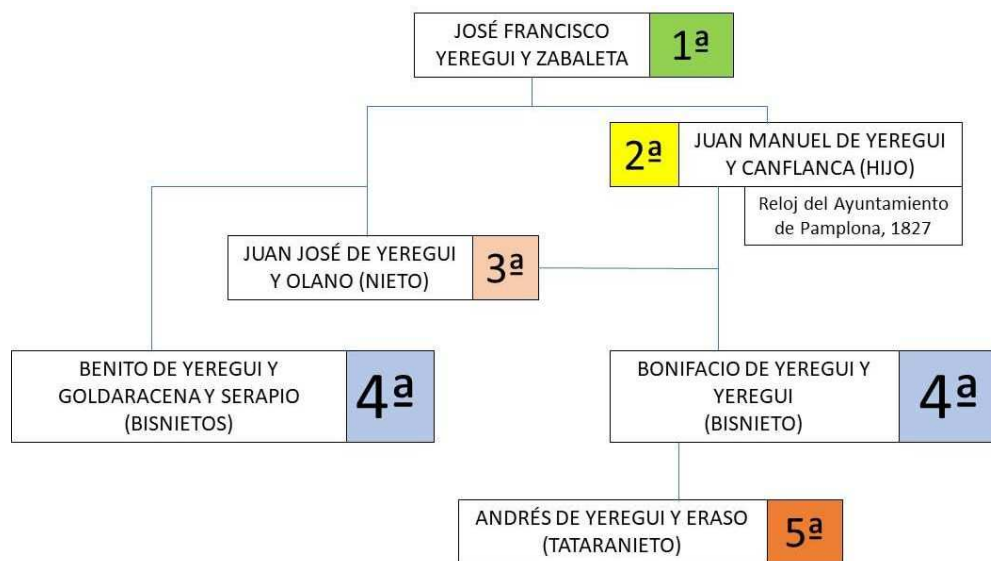 JOSÉ FRANCISCO
YEREGUI Y ZABALETA
1ª
2ª
JUAN MANUEL DE YEREGUI
Y CANFLANCA (HIJO)
Reloj del Ayuntamiento
de Pamplona, 1827
JUAN JOSÉ DE YEREGUI
Y OLANO (NIETO)
3ª
BENITO DE YEREGUI Y
GOLDARACENA Y SERAPIO
(BISNIETOS)
4ª
BONIFACIO DE YEREGUI Y
YEREGUI
(BISNIETO)
4ª
ANDRÉS DE YEREGUI Y ERASO
(TATARANIETO)
5ª